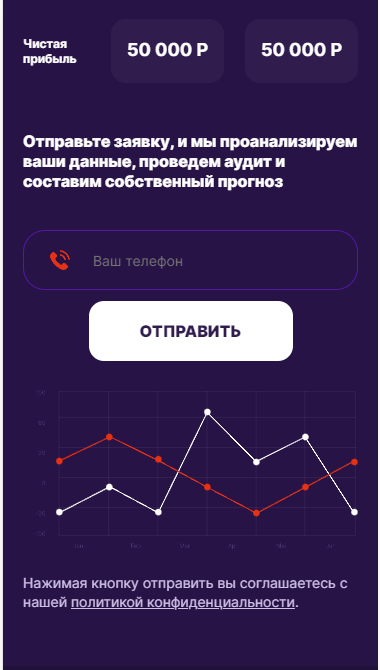 Чистая
прибыль
50 000 Р
50 000 Р
Отправьте заявку, и мы проанализируем
ваши данные, проведем аудит и
составим собственный прогноз
Ваш телефон
ОТПРАВИТЬ
Нажимая кнопку отправить вы соглашаетесь с
нашей политикой конфиденциальности.